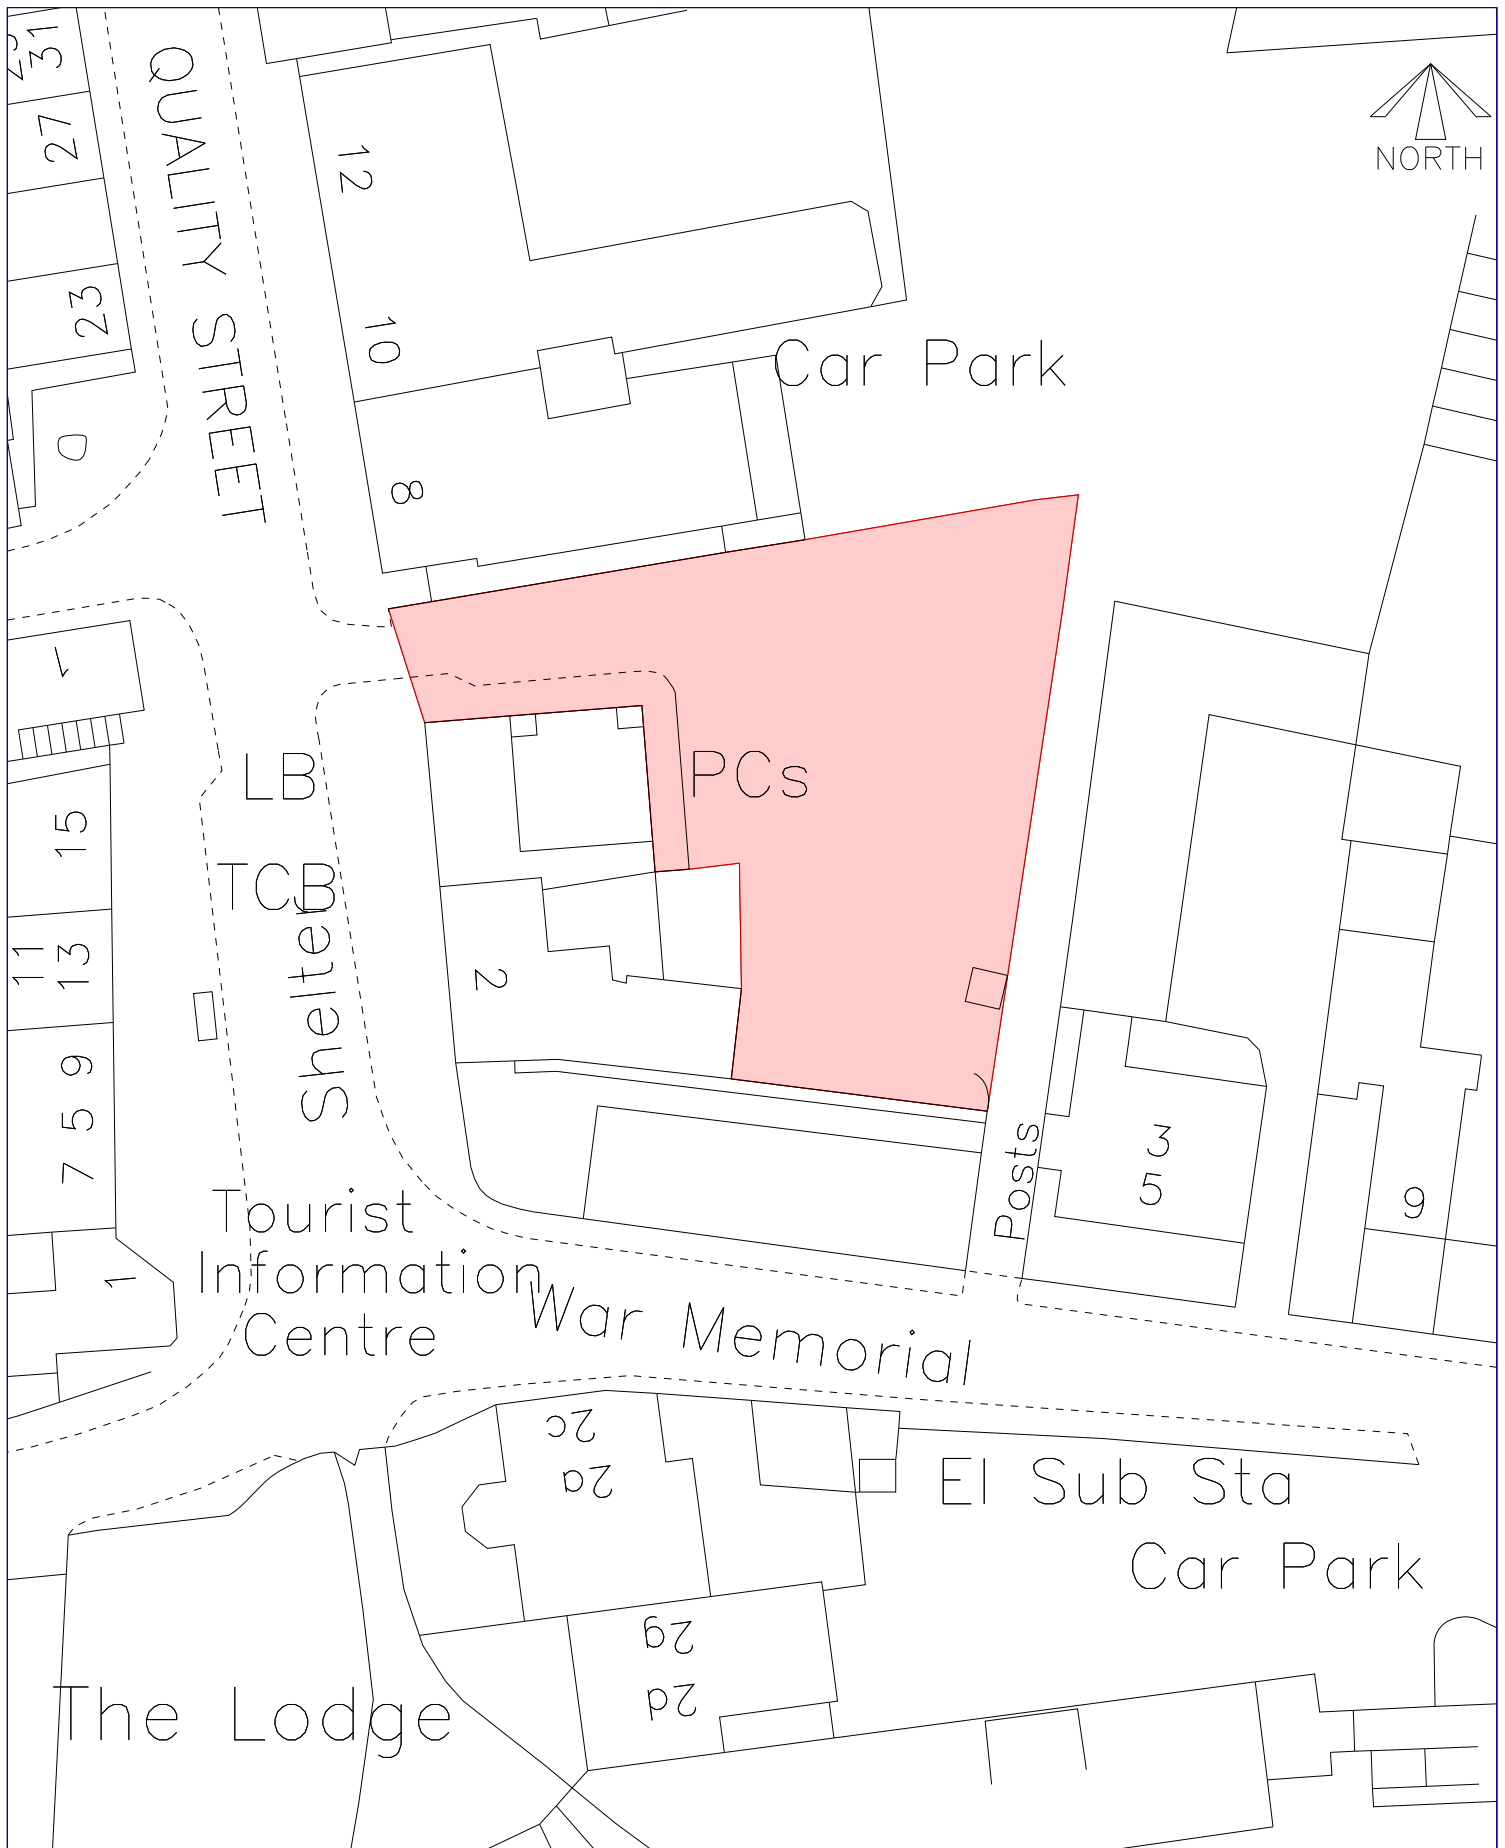 31
27
23
QUALITY STREET
12
10
8
NORTH
Car Park
1
LB
PCs
TCB
Shelter
15
11
13
9
5
7
2
1
Posts
3
5
9
Tourist
Information
Centre
War Memorial
2c
2a
El Sub Sta
Car Park
2g
2d
The Lodge